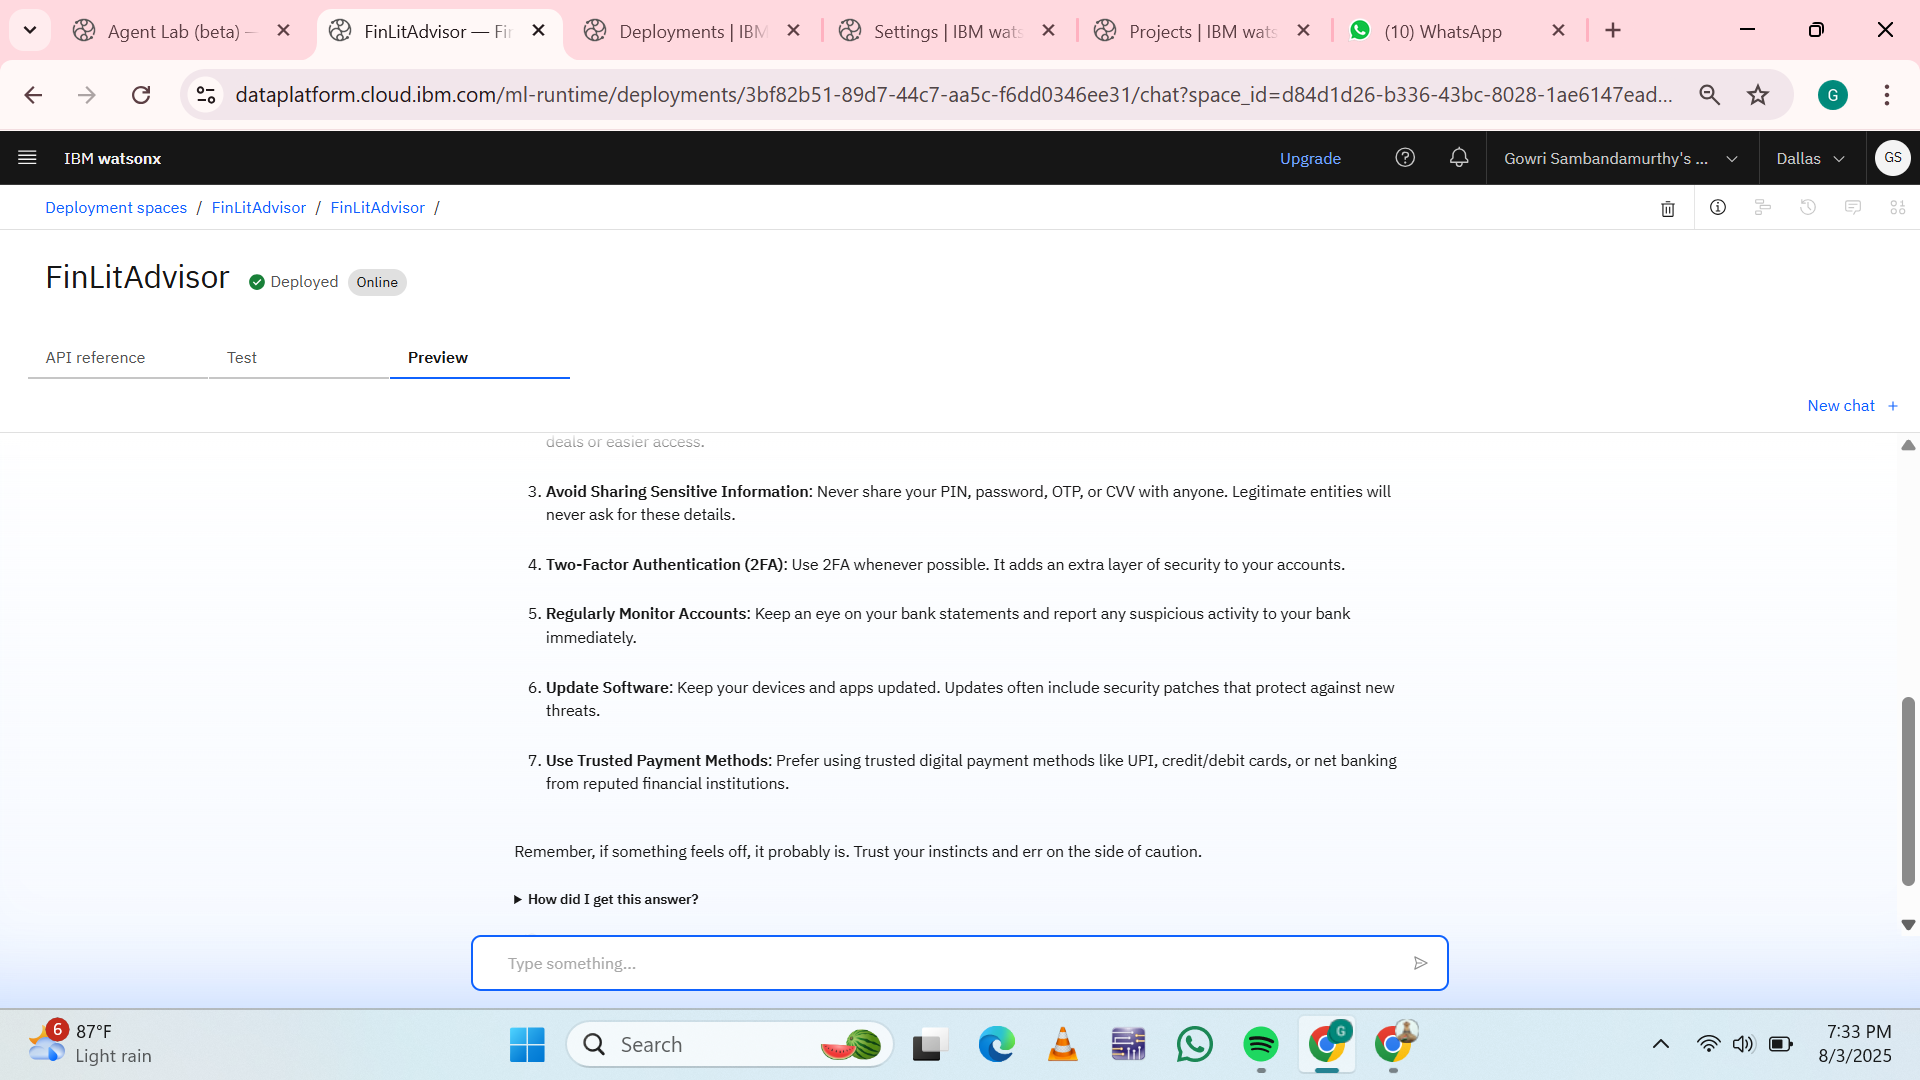 Agent Lab (beta) —
FinLitAdvisor — Fi
Deployments | IBM
Settings | IBM wats
Projects | IBM wats
(10) WhatsApp
dataplatform.cloud.ibm.com/ml-runtime/deployments/3bf82b51-89d7-44c7-aa5c-f6dd0346ee31/chat?space_id=d84d1d26-b336-43bc-8028-1ae6147ead...
G
IBM watsonx
Upgrade
Gowri Sambandamurthy's ...
Dallas
GS
Deployment spaces / FinLitAdvisor / FinLitAdvisor /
FinLitAdvisor
Deployed
Online
API reference
Test
Preview
New chat +
deals or easier access.
3. Avoid Sharing Sensitive Information: Never share your PIN, password, OTP, or CVV with anyone. Legitimate entities will
never ask for these details.
4. Two-Factor Authentication (2FA): Use 2FA whenever possible. It adds an extra layer of security to your accounts.
5. Regularly Monitor Accounts: Keep an eye on your bank statements and report any suspicious activity to your bank
immediately.
6. Update Software: Keep your devices and apps updated. Updates often include security patches that protect against new
threats.
7. Use Trusted Payment Methods: Prefer using trusted digital payment methods like UPI, credit/debit cards, or net banking
from reputed financial institutions.
Remember, if something feels off, it probably is. Trust your instincts and err on the side of caution.
How did I get this answer?
Type something...
6
87°F
Light rain
Search
G
7:33 PM
8/3/2025